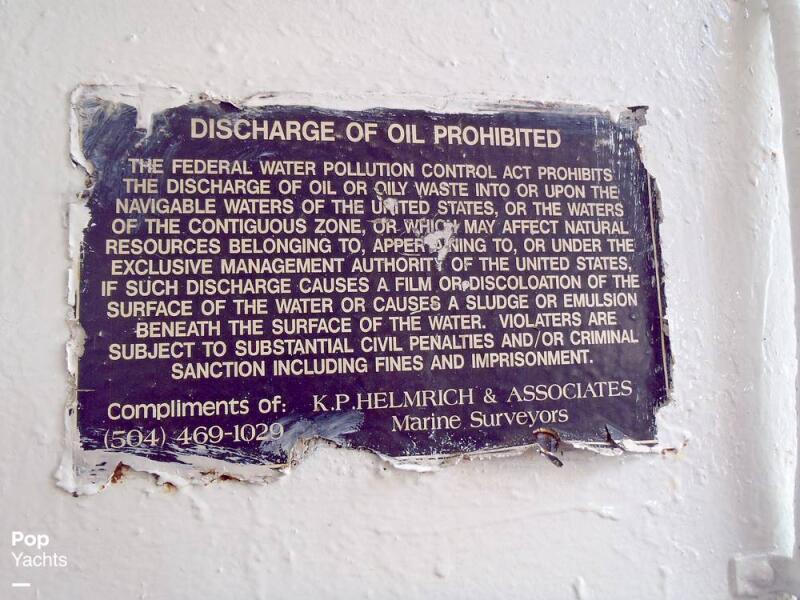 DISCHARGE OF OIL PROHIBITED
THE FEDERAL WATER POLLUTION CONTROL ACT PROHIBITS
THE DISCHARGE OF OIL OR OILY WASTE INTO OR UPON THE
NAVIGABLE WATERS OF THE UNITED STATES, OR THE WATERS
OF THE CONTIGUOUS ZONE, OR WHICH MAY AFFECT NATURAL
RESOURCES BELONGING TO, APPERTAINING TO, OR UNDER THE
EXCLUSIVE MANAGEMENT AUTHORITY OF THE UNITED STATES,
IF SUCH DISCHARGE CAUSES A FILM OR DISCOLOATION OF THE
SURFACE OF THE WATER OR CAUSES A SLUDGE OR EMULSION
BENEATH THE SURFACE OF THE WATER. VIOLATERS ARE
SUBJECT TO SUBSTANTIAL CIVIL PENALTIES AND/OR CRIMINAL
SANCTION INCLUDING FINES AND IMPRISONMENT.
Compliments of: K.P. HELMRICH & ASSOCIATES
(504) 469-1029 Marine Surveyors
Pop
Yachts